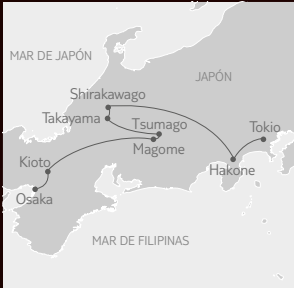 MAR DE JAPÓN
JAPÓN
Shirakawago
Takayama
Tsumago
Tokio
Kioto
Magome
Hakone
Osaka
MAR DE FILIPINAS